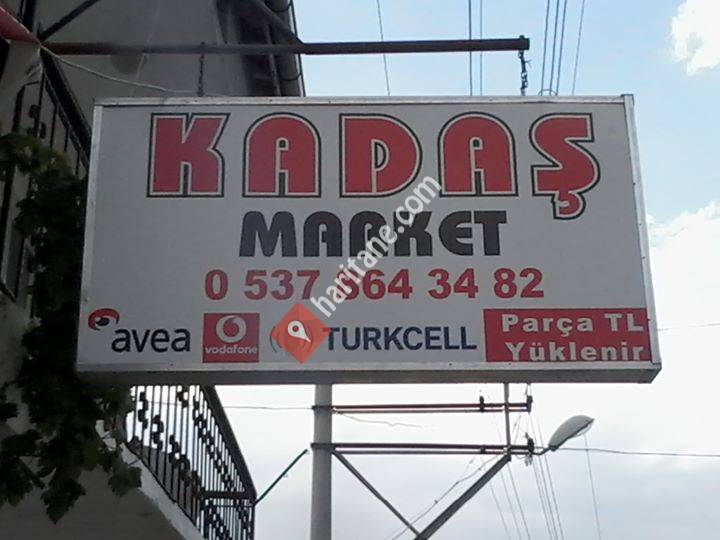 KADAŞ
MARKET
0 537 564 34 82
avea vodafone TURKCELL
Parça TL
Yüklenir
haritane.com